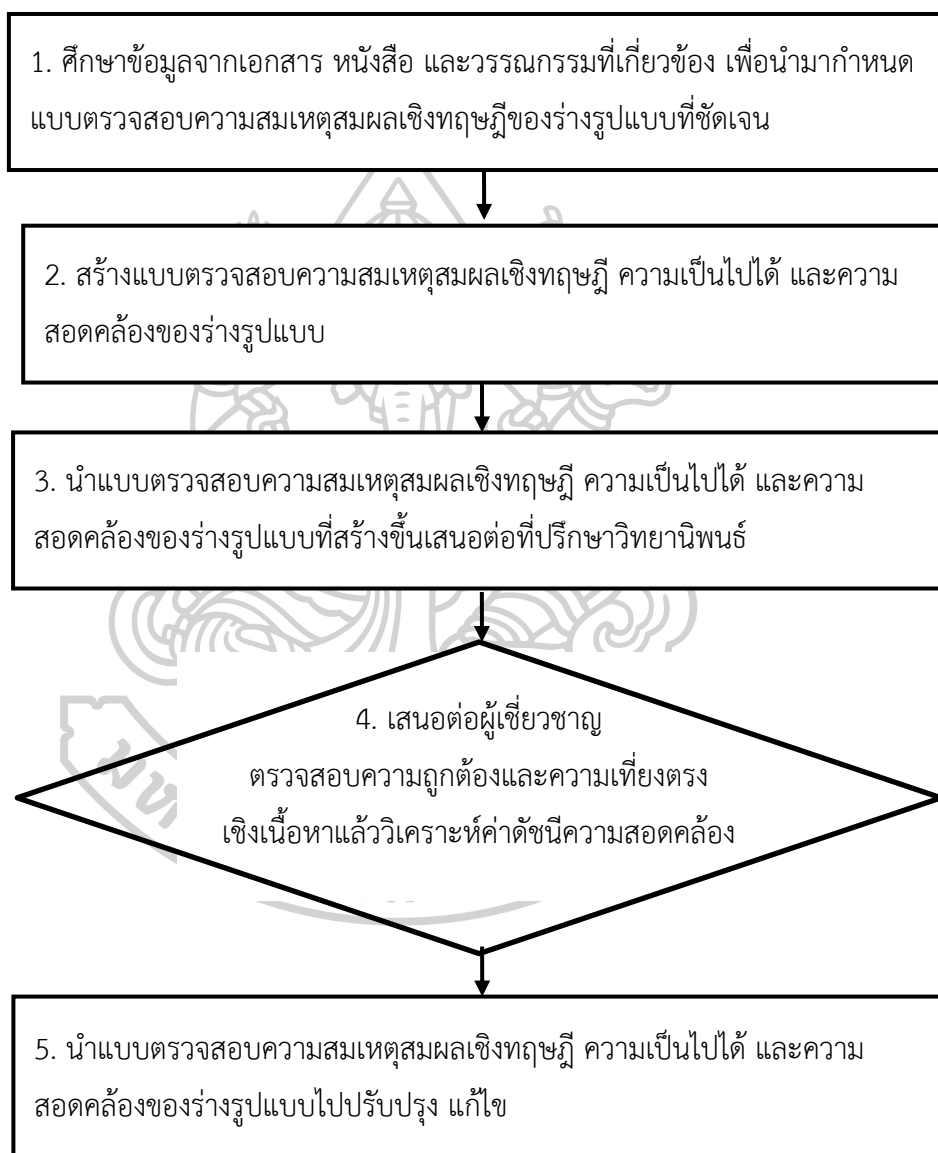 1. ศึกษาข้อมูลจากเอกสาร หนังสือ และวรรณกรรมที่เกี่ยวข้อง เพื่อนำมากำหนด
แบบตรวจสอบความสมเหตุสมผลเชิงทฤษฎีของร่างรูปแบบที่ชัดเจน
2. สร้างแบบตรวจสอบความสมเหตุสมผลเชิงทฤษฎี ความเป็นไปได้ และความ
สอดคล้องของร่างรูปแบบ
3. นำแบบตรวจสอบความสมเหตุสมผลเชิงทฤษฎี ความเป็นไปได้ และความ
สอดคล้องของร่างรูปแบบที่สร้างขึ้นเสนอต่อที่ปรึกษาวิทยานิพนธ์
4. เสนอต่อผู้เชี่ยวชาญ
ตรวจสอบความถูกต้องและความเที่ยงตรง
เชิงเนื้อหาแล้ววิเคราะห์ค่าดัชนีความสอดคล้อง
5. นำแบบตรวจสอบความสมเหตุสมผลเชิงทฤษฎี ความเป็นไปได้ และความ
สอดคล้องของร่างรูปแบบไปปรับปรุง แก้ไข